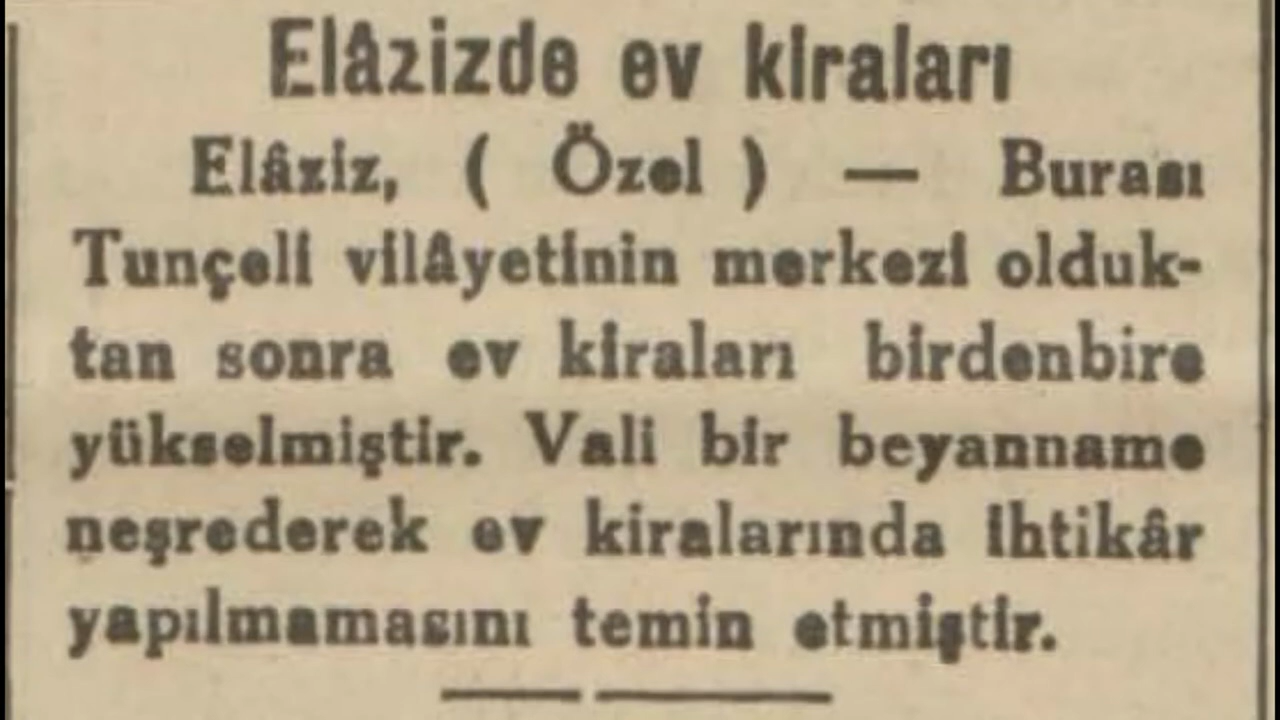 Elâzizde ev kiraları
Elâziz, ( Özel ) — Burası
Tunçeli vilâyetinin merkezi olduk-
tan sonra ev kiraları birdenbire
yükselmiştir. Vali bir beyanname
neşrederek ev kiralarında ihtikâr
yapılmamasını temin etmiştir.